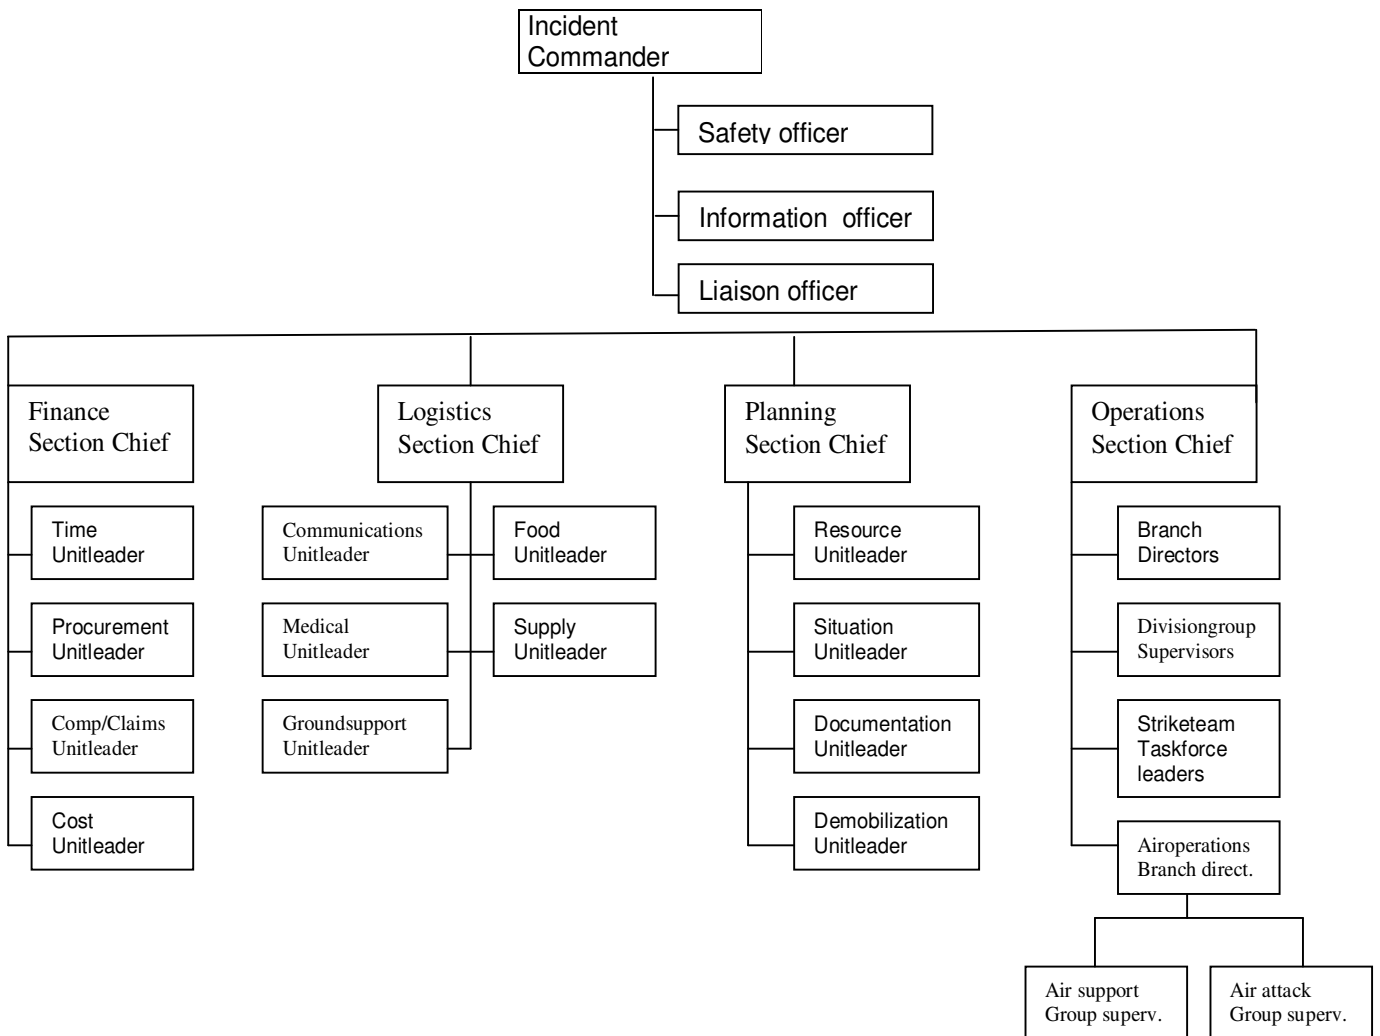 Incident
Commander
Safety officer
Information officer
Liaison officer
Finance
Section Chief
Logistics
Section Chief
Planning
Section Chief
Operations
Section Chief
Time
Unitleader
Procurement
Unitleader
Comp/Claims
Unitleader
Cost
Unitleader
Communications
Unitleader
Medical
Unitleader
Groundsupport
Unitleader
Food
Unitleader
Supply
Unitleader
Resource
Unitleader
Situation
Unitleader
Documentation
Unitleader
Demobilization
Unitleader
Branch
Directors
Divisiongroup
Supervisors
Striketeam
Taskforce
leaders
Airoperations
Branch direct.
Air support
Group superv.
Air attack
Group superv.